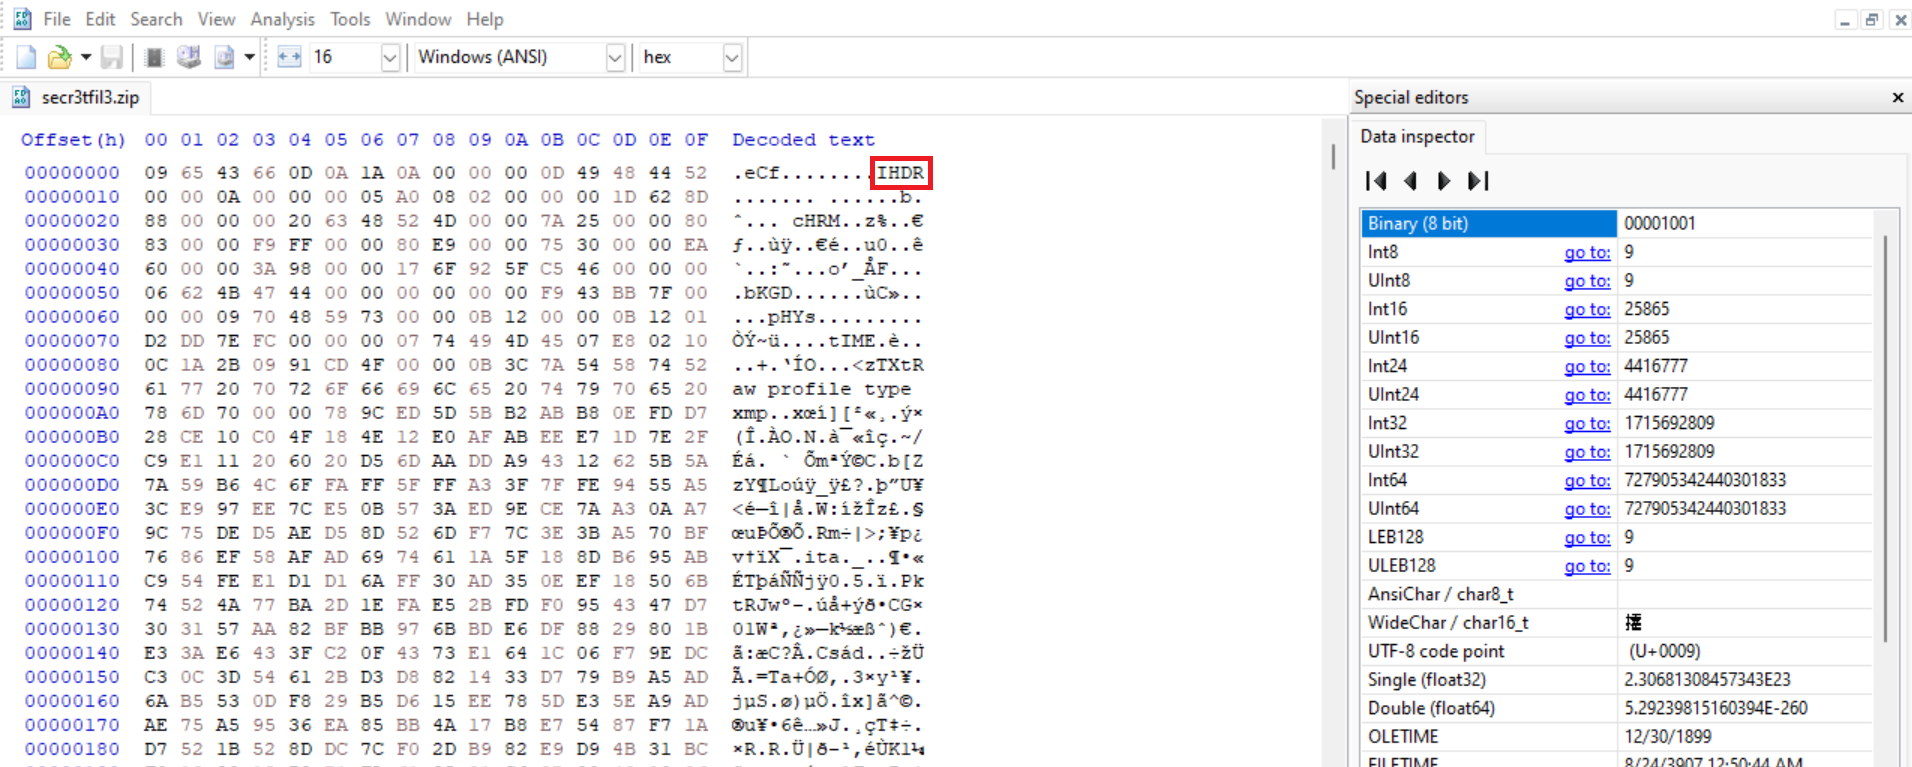 File Edit Search View Analysis Tools Window Help
16 Windows (ANSI) hex
secr3tfil3.zip
Special editors
Data inspector
Offset(h) 00 01 02 03 04 05 06 07 08 09 0A 0B 0C 0D 0E 0F Decoded text
00000000 09 65 43 66 0D 0A 1A 0A 00 00 00 0D 49 48 44 52 .eCf........IHDR
00000010 00 00 0A 00 00 00 05 A0 08 02 00 00 00 1D 62 8D ....... ......b.
00000020 88 00 00 00 20 63 48 52 4D 00 00 7A 25 00 00 80 ˆ... cHRM..z%..€
00000030 83 00 00 F9 FF 00 00 80 E9 00 00 75 30 00 00 EA ƒ..ùÿ..€é..u0..ê
00000040 60 00 00 3A 98 00 00 17 6F 92 5F C5 46 00 00 00 `..:˜...o’_ÅF...
00000050 06 62 4B 47 44 00 00 00 00 00 00 F9 43 BB 7F 00 .bKGD......ùC»..
00000060 00 00 09 70 48 59 73 00 00 0B 12 00 00 0B 12 01 ...pHYs.........
00000070 D2 DD 7E FC 00 00 00 07 74 49 4D 45 07 E8 02 10 ÒÝ~ü....tIME.è..
00000080 0C 1A 2B 09 91 CD 4F 00 00 0B 3C 7A 54 58 74 52 ..+.‘ÍO...<zTXtR
00000090 61 77 20 70 72 6F 66 69 6C 65 20 74 79 70 65 20 aw profile type
000000A0 78 6D 70 00 00 78 9C ED 5D 5B B2 AB B8 0E FD D7 xmp..xœí][²«¸.ý×
000000B0 28 CE 10 C0 4F 18 4E 12 E0 AF AB EE E7 1D 7E 2F (Î.ÀO.N.à¯«îç.~/
000000C0 C9 E1 11 20 60 20 D5 6D AA DD A9 43 12 62 5B 5A Éá. ` ÕmªÝ©C.b[Z
000000D0 7A 59 B6 4C 6F FA FF 5F FF A3 3F 7F FE 94 55 A5 zY¶Loúÿ_ÿ£?.þ”U¥
000000E0 3C E9 97 EE 7C E5 0B 57 3A ED 9E CE 7A A3 0A A7 <é—î|å.W:ížÎz£.§
000000F0 9C 75 DE D5 AE D5 8D 52 6D F7 7C 3E 3B A5 70 BF œuÞÕ®Õ.Rm÷|>;¥p¿
00000100 76 86 EF 58 AF AD 69 74 61 1A 5F 18 8D B6 95 AB v†ïX¯.ita._..¶•«
00000110 C9 54 FE E1 D1 D1 6A FF 30 AD 35 0E EF 18 50 6B ÉTþáÑÑjÿ0.5.ï.Pk
00000120 74 52 4A 77 BA 2D 1E FA E5 2B FD F0 95 43 47 D7 tRJwº-.úå+ýð•CG×
00000130 30 31 57 AA 82 BF BB 97 6B BD E6 DF 88 29 80 1B 01Wª‚¿»—k½æßˆ)€.
00000140 E3 3A E6 43 3F C2 0F 43 73 E1 64 1C 06 F7 9E DC ã:æC?Â.Csád..÷žÜ
00000150 C3 0C 3D 54 61 2B D3 D8 82 14 33 D7 79 B9 A5 AD Ã.=Ta+ÓØ‚.3×y¹¥.
00000160 6A B5 53 0D F8 29 B5 D6 15 EE 78 5D E3 5E A9 AD jµS.ø)µÖ.îx]ã^©.
00000170 AE 75 A5 95 36 EA 85 BB 4A 17 B8 E7 54 87 F7 1A ®u¥•6ê…»J.¸çT‡÷.
00000180 D7 52 1B 52 8D DC 7C F0 2D B9 82 E9 D9 4B 31 BC ×R.R.Ü|ð-¹‚éÙK1¼
Binary (8 bit) 00001001
Int8 go to: 9
UInt8 go to: 9
Int16 go to: 25865
UInt16 go to: 25865
Int24 go to: 4416777
UInt24 go to: 4416777
Int32 go to: 1715692809
UInt32 go to: 1715692809
Int64 go to: 727905342440301833
UInt64 go to: 727905342440301833
LEB128 go to: 9
ULEB128 go to: 9
AnsiChar / char8_t
WideChar / char16_t
UTF-8 code point (U+0009)
Single (float32) 2.30681308457343E23
Double (float64) 5.29239815160394E-260
OLETIME 12/30/1899
FILETIME 8/24/3907 12:50:44 AM